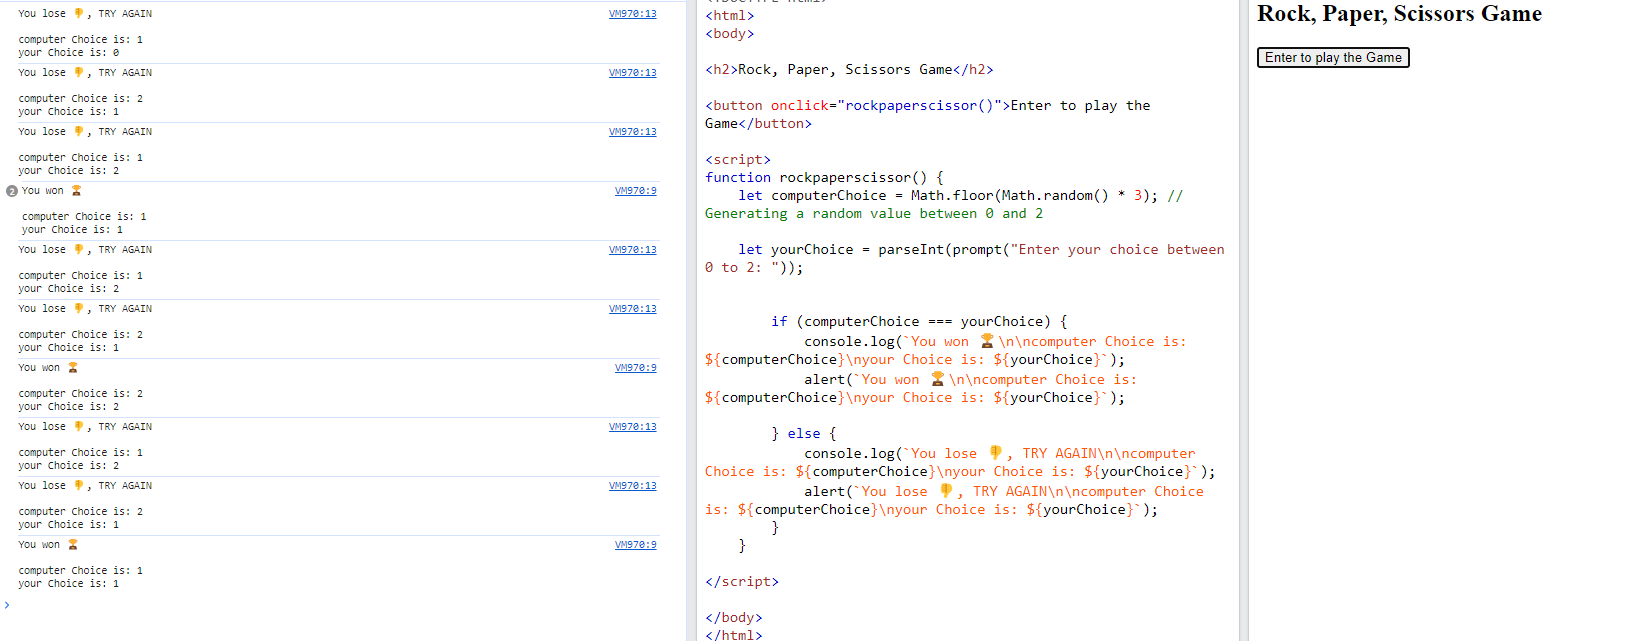 You lose 👎, TRY AGAIN VM970:13
computer Choice is: 1
your Choice is: 0
You lose 👎, TRY AGAIN VM970:13
computer Choice is: 2
your Choice is: 1
You lose 👎, TRY AGAIN VM970:13
computer Choice is: 1
your Choice is: 2
2 You won 🏆 VM970:9
computer Choice is: 1
your Choice is: 1
You lose 👎, TRY AGAIN VM970:13
computer Choice is: 1
your Choice is: 2
You lose 👎, TRY AGAIN VM970:13
computer Choice is: 2
your Choice is: 1
You won 🏆 VM970:9
computer Choice is: 2
your Choice is: 2
You lose 👎, TRY AGAIN VM970:13
computer Choice is: 1
your Choice is: 2
You lose 👎, TRY AGAIN VM970:13
computer Choice is: 2
your Choice is: 1
You won 🏆 VM970:9
computer Choice is: 1
your Choice is: 1
>
<html>
<body>
<h2>Rock, Paper, Scissors Game</h2>
<button onclick="rockpaperscissor()">Enter to play the
Game</button>
<script>
function rockpaperscissor() {
let computerChoice = Math.floor(Math.random() * 3); //
Generating a random value between 0 and 2
let yourChoice = parseInt(prompt("Enter your choice between
0 to 2: "));
if (computerChoice === yourChoice) {
console.log(`You won 🏆\n\ncomputer Choice is:
${computerChoice}\nyour Choice is: ${yourChoice}`);
alert(`You won 🏆\n\ncomputer Choice is:
${computerChoice}\nyour Choice is: ${yourChoice}`);
} else {
console.log(`You lose 👎, TRY AGAIN\n\ncomputer
Choice is: ${computerChoice}\nyour Choice is: ${yourChoice}`);
alert(`You lose 👎, TRY AGAIN\n\ncomputer Choice
is: ${computerChoice}\nyour Choice is: ${yourChoice}`);
}
}
</script>
</body>
</html>
Rock, Paper, Scissors Game
Enter to play the Game